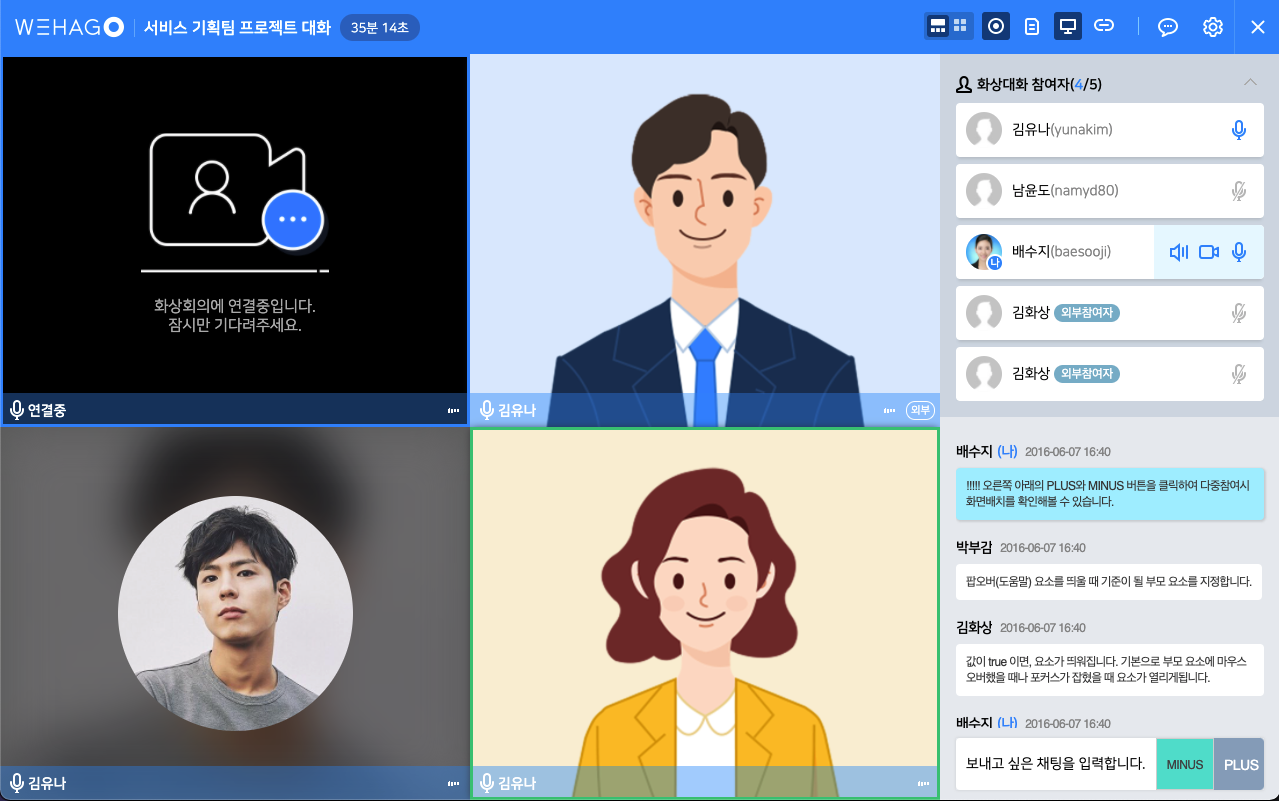 WEHAGO 서비스 기획팀 프로젝트 대화 35분 14초
화상회의에 연결중입니다.
잠시만 기다려주세요.
연결중
김유나 외부
김유나
김유나
화상대화 참여자(4/5)
김유나(yunakim)
남윤도(namyd80)
배수지(baesooji)
나
김화상 외부참여자
김화상 외부참여자
배수지 (나) 2016-06-07 16:40
!!!!! 오른쪽 아래의 PLUS와 MINUS 버튼을 클릭하여 다중참여시
화면배치를 확인해볼 수 있습니다.
박부감 2016-06-07 16:40
팝오버(도움말) 요소를 띄울 때 기준이 될 부모 요소를 지정합니다.
김화상 2016-06-07 16:40
값이 true 이면, 요소가 띄워집니다. 기본으로 부모 요소에 마우스
오버했을 때나 포커스가 잡혔을 때 요소가 열리게됩니다.
배수지 (나) 2016-06-07 16:40
보내고 싶은 채팅을 입력합니다. MINUS PLUS